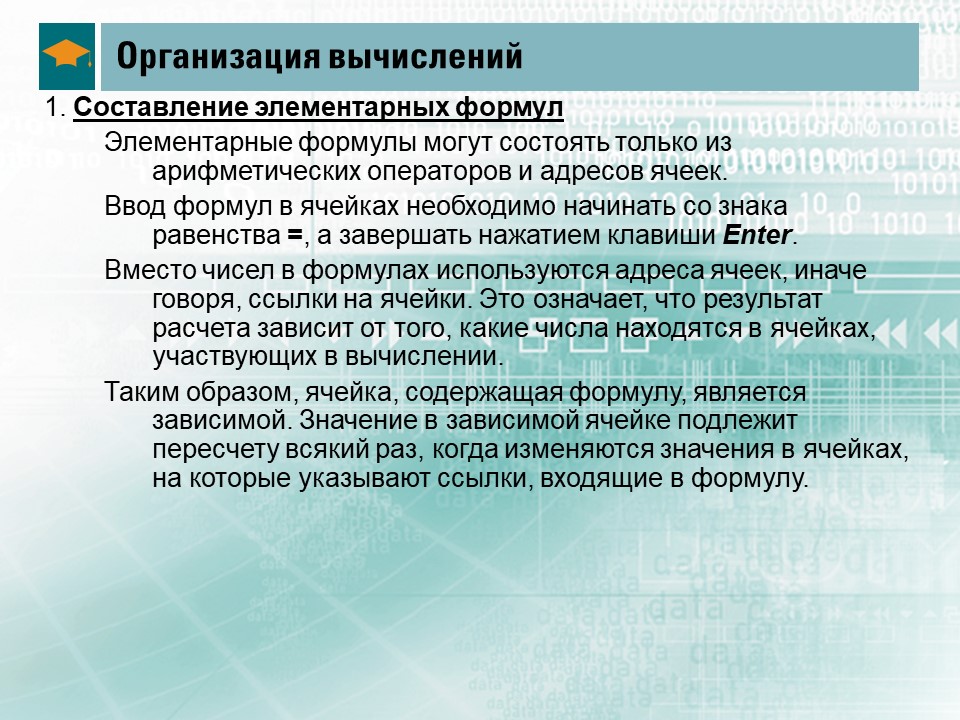 Организация вычислений
1. Составление элементарных формул
Элементарные формулы могут состоять только из
арифметических операторов и адресов ячеек.
Ввод формул в ячейках необходимо начинать со знака
равенства =, а завершать нажатием клавиши Enter.
Вместо чисел в формулах используются адреса ячеек, иначе
говоря, ссылки на ячейки. Это означает, что результат
расчета зависит от того, какие числа находятся в ячейках,
участвующих в вычислении.
Таким образом, ячейка, содержащая формулу, является
зависимой. Значение в зависимой ячейке подлежит
пересчету всякий раз, когда изменяются значения в ячейках,
на которые указывают ссылки, входящие в формулу.